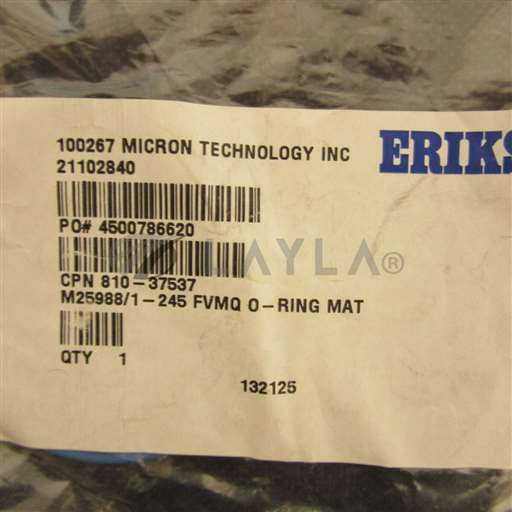 100267 MICRON TECHNOLOGY INC
ERIKS
21102840
PO# 4500786620
LAYLA®
CPN 810-37537
M25988/1-245 FVMQ O-RING MAT
QTY 1
132125